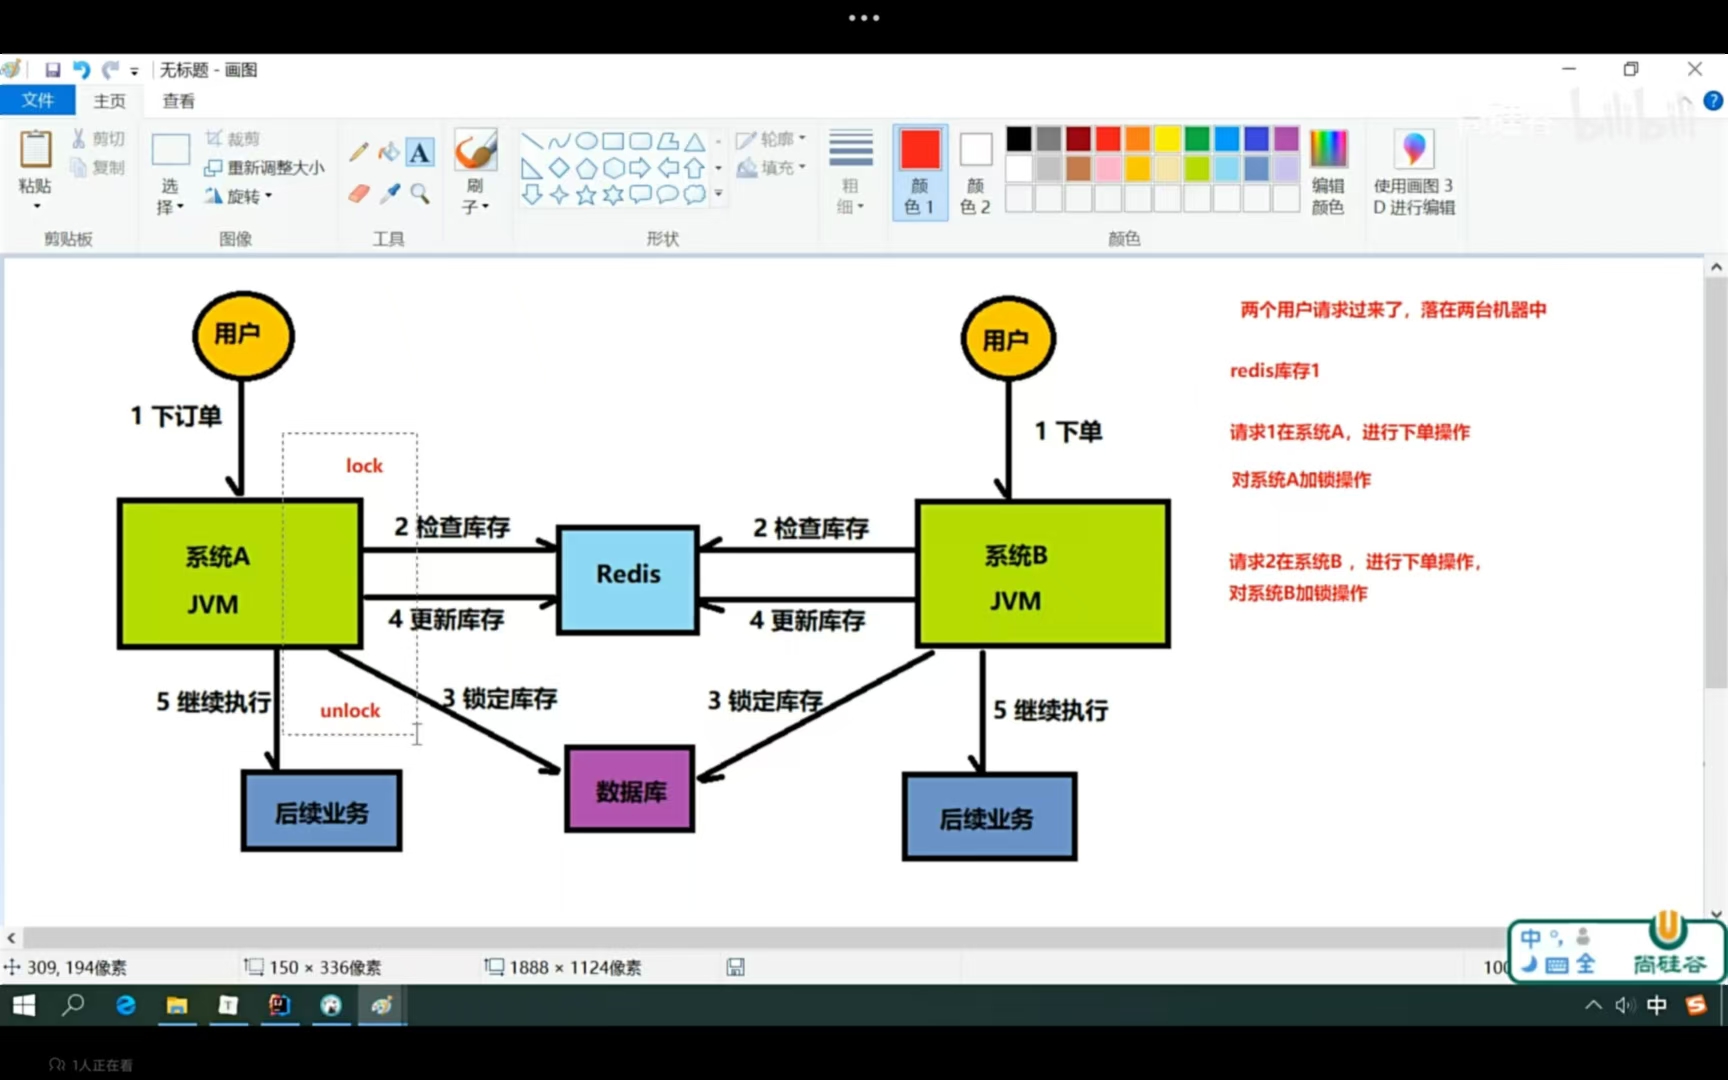 无标题 - 画图
文件
主页
查看
粘贴
剪切
复制
剪贴板
选择
裁剪
重新调整大小
旋转
图像
A
工具
刷子
形状
轮廓
填充
粗细
颜色 1
颜色 2
颜色
编辑颜色
使用画图 3D 进行编辑
尚硅谷
bilibili
用户
1 下订单
lock
系统A
JVM
2 检查库存
4 更新库存
Redis
用户
1 下单
2 检查库存
4 更新库存
系统B
JVM
5 继续执行
unlock
3 锁定库存
3 锁定库存
5 继续执行
后续业务
数据库
后续业务
两个用户请求过来了，落在两台机器中
redis库存1
请求1在系统A，进行下单操作
对系统A加锁操作
请求2在系统B ，进行下单操作，
对系统B加锁操作
309, 194像素
150 × 336像素
1888 × 1124像素
100
中
全
尚硅谷
T
中
1人正在看